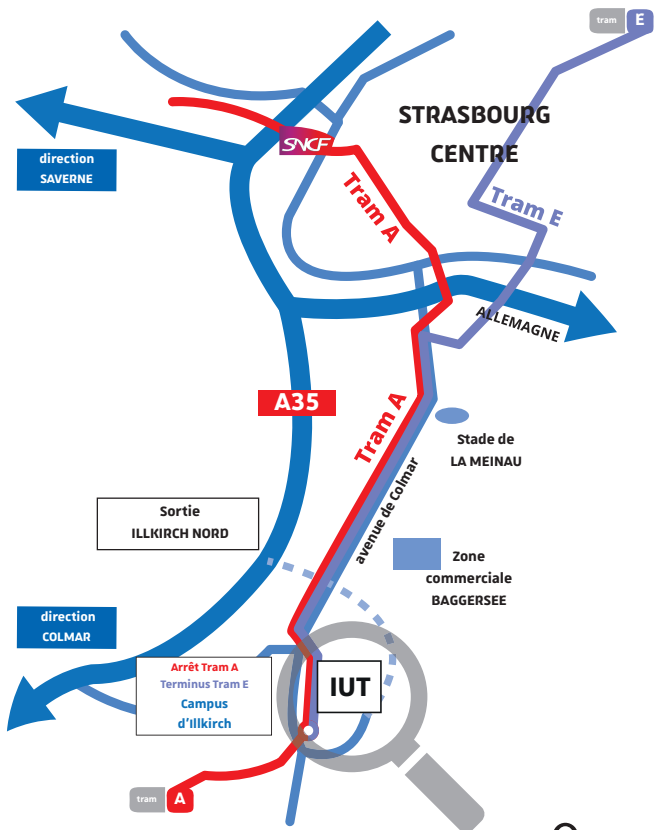 tram E
STRASBOURG
CENTRE
SNCF
direction
SAVERNE
Tram A
Tram E
ALLEMAGNE
A35
Tram A
avenue de Colmar
Stade de
LA MEINAU
Sortie
ILLKIRCH NORD
Zone
commerciale
BAGGERSEE
direction
COLMAR
Arrêt Tram A
Terminus Tram E
Campus
d'Illkirch
IUT
tram A